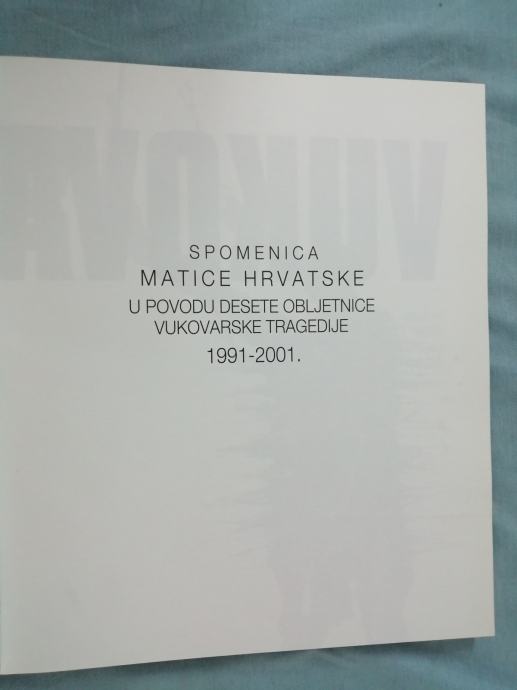 SPOMENICA
MATICE HRVATSKE
U POVODU DESETE OBLJETNICE
VUKOVARSKE TRAGEDIJE
1991-2001.